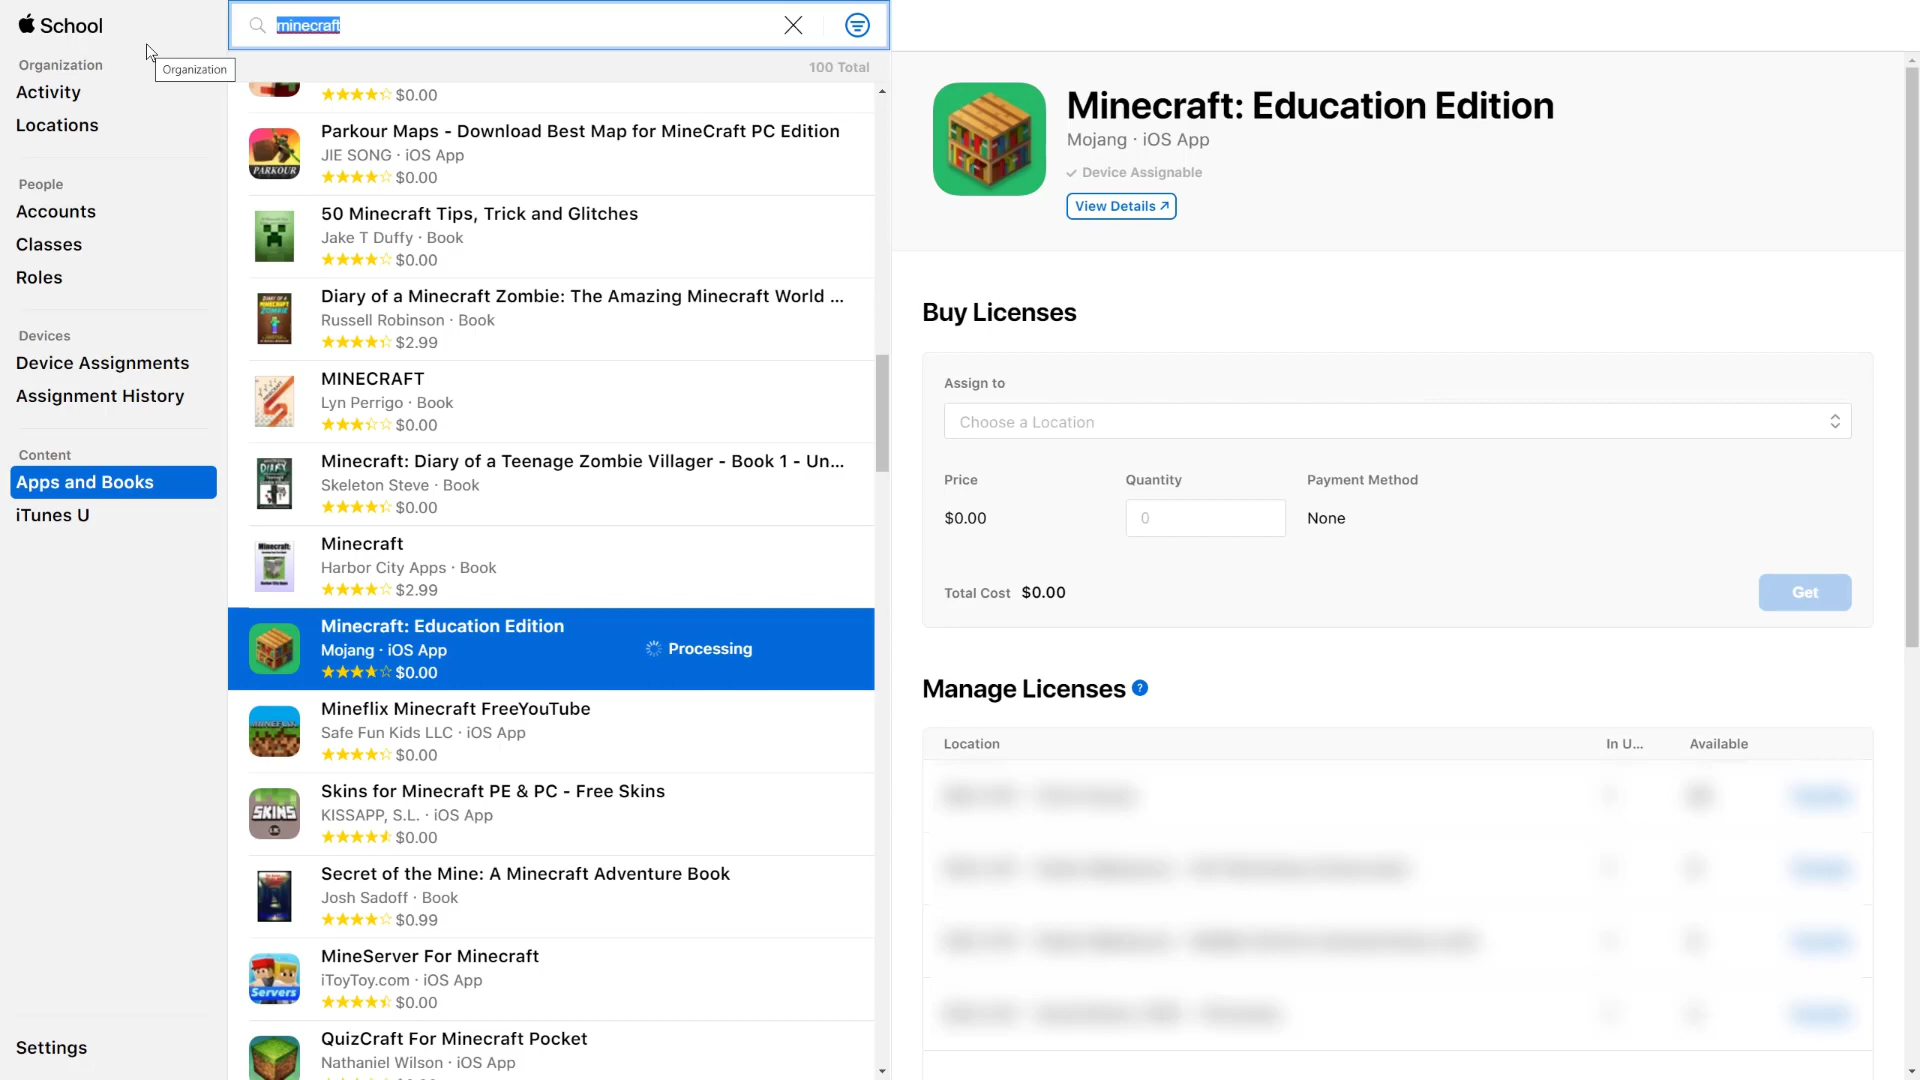 School
Organization
Activity
Locations
People
Accounts
Classes
Roles
Devices
Device Assignments
Assignment History
Content
Apps and Books
iTunes U
Settings
Organization
minecraft
100 Total
$0.00
Parkour Maps - Download Best Map for MineCraft PC Edition
JIE SONG · iOS App
$0.00
PARKOUR
50 Minecraft Tips, Trick and Glitches
Jake T Duffy · Book
$0.00
Diary of a Minecraft Zombie: The Amazing Minecraft World ...
Russell Robinson · Book
$2.99
MINECRAFT
Lyn Perrigo · Book
$0.00
Minecraft: Diary of a Teenage Zombie Villager - Book 1 - Un...
Skeleton Steve · Book
$0.00
DIARY
Minecraft
Harbor City Apps · Book
$2.99
Minecraft:
Minecraft: Education Edition
Mojang · iOS App
$0.00
Processing
Mineflix Minecraft FreeYouTube
Safe Fun Kids LLC · iOS App
$0.00
MINEFLIX
Skins for Minecraft PE & PC - Free Skins
KISSAPP, S.L. · iOS App
$0.00
SKINS
Secret of the Mine: A Minecraft Adventure Book
Josh Sadoff · Book
$0.99
MineServer For Minecraft
iToyToy.com · iOS App
$0.00
Servers
QuizCraft For Minecraft Pocket
Nathaniel Wilson · iOS App
Minecraft: Education Edition
Mojang · iOS App
Device Assignable
View Details ↗
Buy Licenses
Assign to
Choose a Location
Price
Quantity
Payment Method
$0.00
0
None
Total Cost $0.00
Get
Manage Licenses ?
Location
In U...
Available